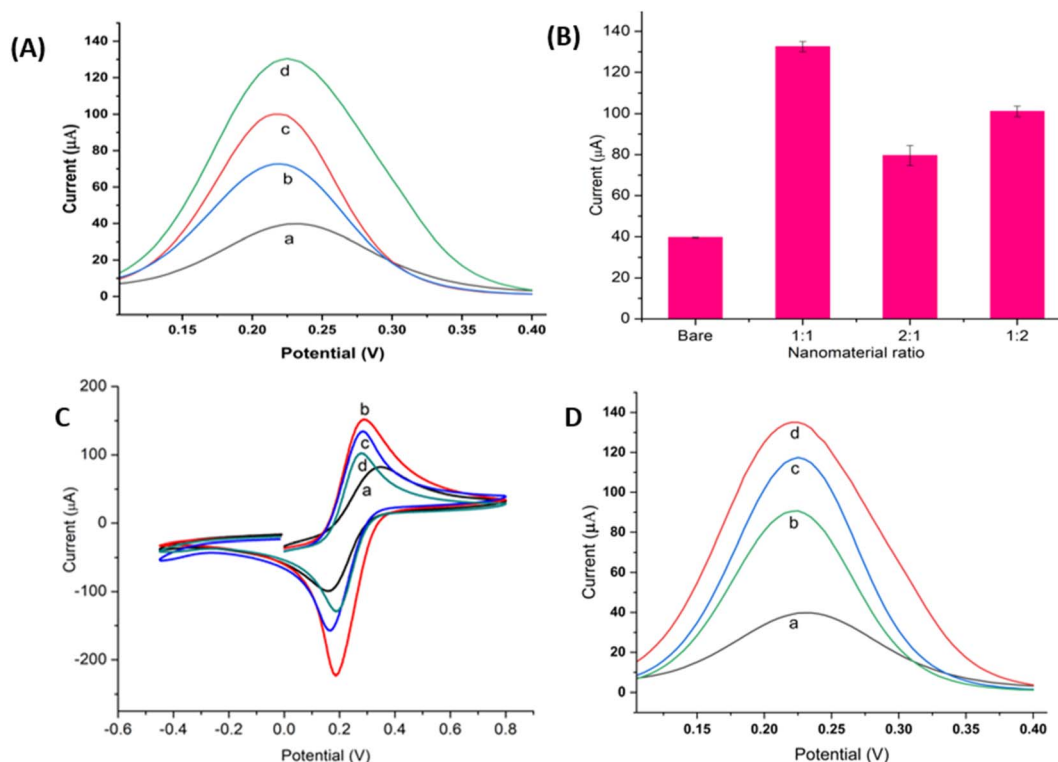 (A)
140
120
100
80
60
40
20
0
Current (µA)
d
c
b
a
0.15
0.20
0.25
0.30
0.35
0.40
Potential (V)
(B)
140
120
100
80
60
40
20
0
Current (µA)
Bare
1:1
2:1
1:2
Nanomaterial ratio
C
200
100
0
-100
-200
Current (µA)
b
c
d
a
-0.6
-0.4
-0.2
0.0
0.2
0.4
0.6
0.8
Potential (V)
D
140
120
100
80
60
40
20
0
Current (µA)
d
c
b
a
0.15
0.20
0.25
0.30
0.35
0.40
Potential (V)